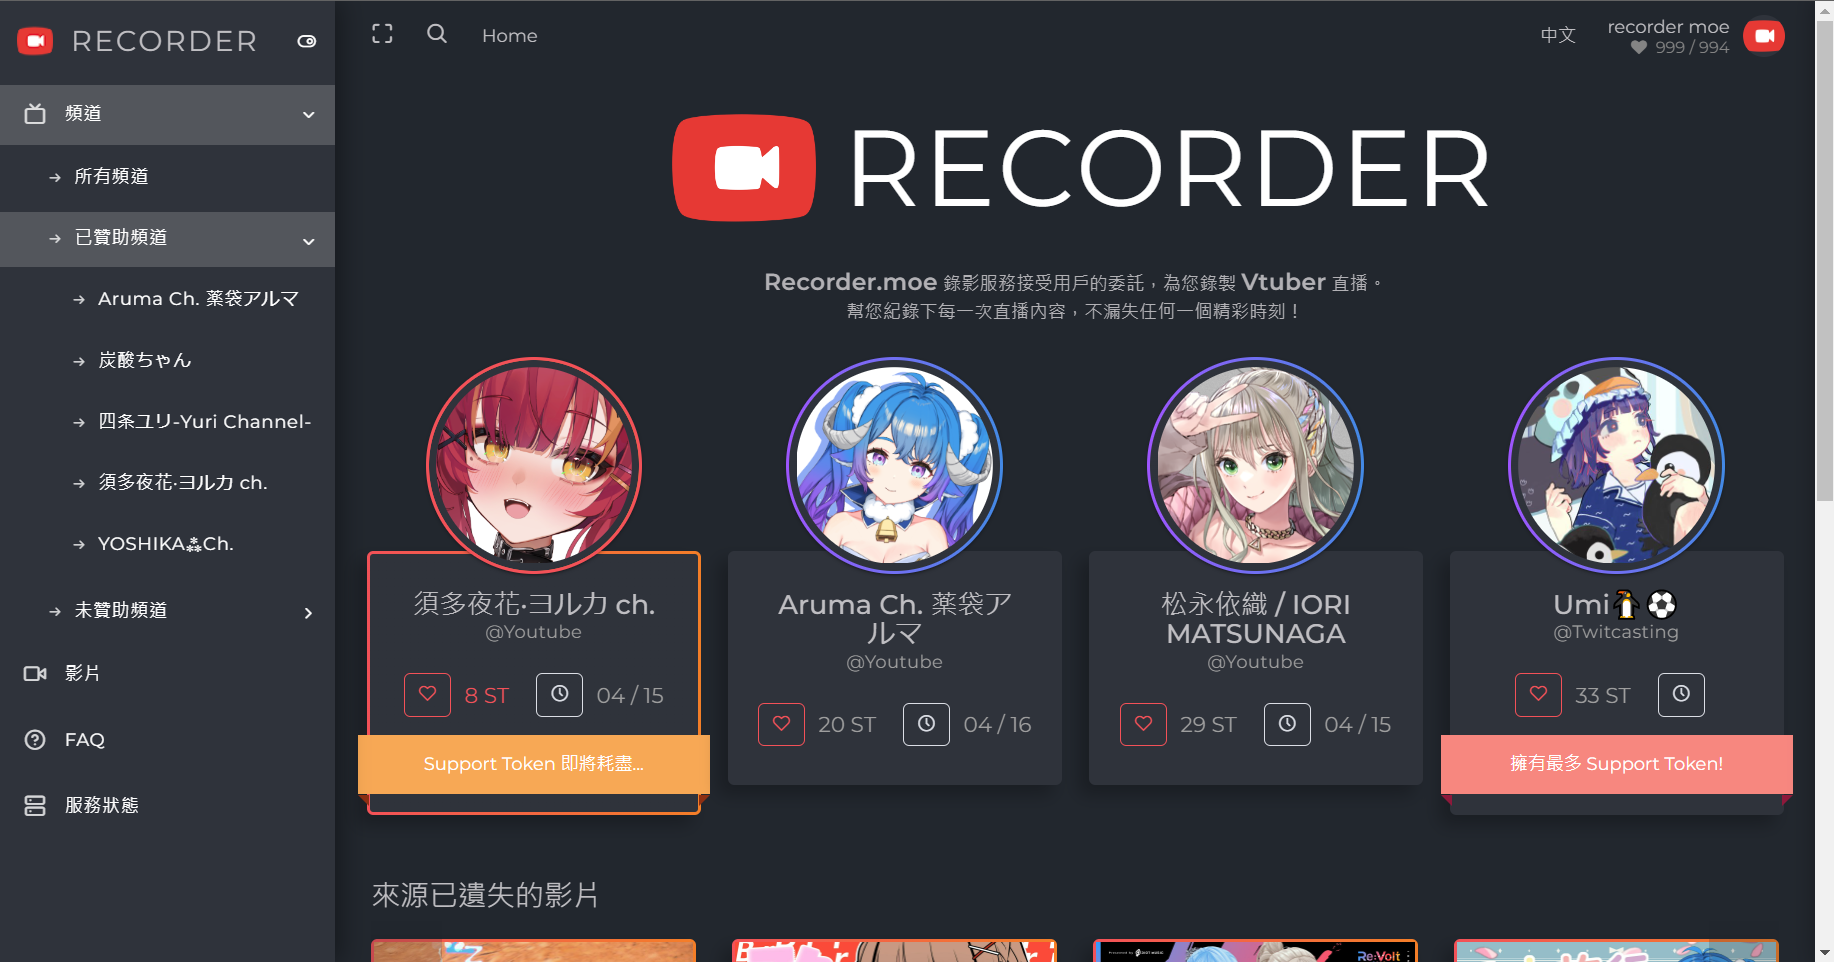 RECORDER
頻道
所有頻道
已贊助頻道
Aruma Ch. 薬袋アルマ
炭酸ちゃん
四条ユリ-Yuri Channel-
須多夜花·ヨルカ ch.
YOSHIKA⁂Ch.
未贊助頻道
影片
FAQ
服務狀態
Home
中文
recorder moe
999 / 994
RECORDER
Recorder.moe 錄影服務接受用戶的委託，為您錄製 Vtuber 直播。
幫您紀錄下每一次直播內容，不漏失任何一個精彩時刻！
須多夜花·ヨルカ ch.
@Youtube
8 ST
04 / 15
Support Token 即將耗盡...
Aruma Ch. 薬袋ア
ルマ
@Youtube
20 ST
04 / 16
松永依織 / IORI
MATSUNAGA
@Youtube
29 ST
04 / 15
Umi🐧⚽
@Twitcasting
33 ST
擁有最多 Support Token!
來源已遺失的影片
Re:Volt